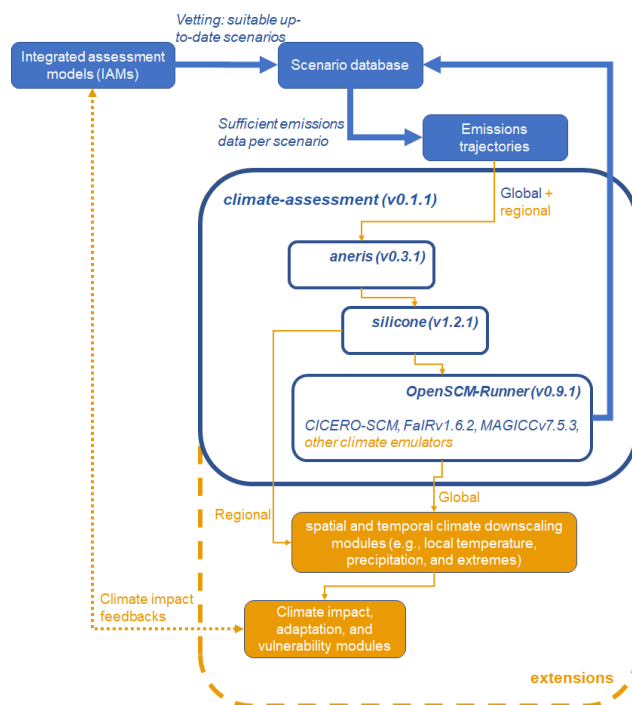 Vetting: suitable up-
to-date scenarios
Integrated assessment
models (IAMs)
Scenario database
Sufficient emissions
data per scenario
Emissions
trajectories
climate-assessment (v0.1.1)
Global +
regional
aneris (v0.3.1)
silicone (v1.2.1)
OpenSCM-Runner (v0.9.1)
CICERO-SCM, FaIRv1.6.2, MAGICCv7.5.3,
other climate emulators
Regional
Global
spatial and temporal climate downscaling
modules (e.g., local temperature,
precipitation, and extremes)
Climate impact
feedbacks
Climate impact,
adaptation, and
vulnerability modules
extensions